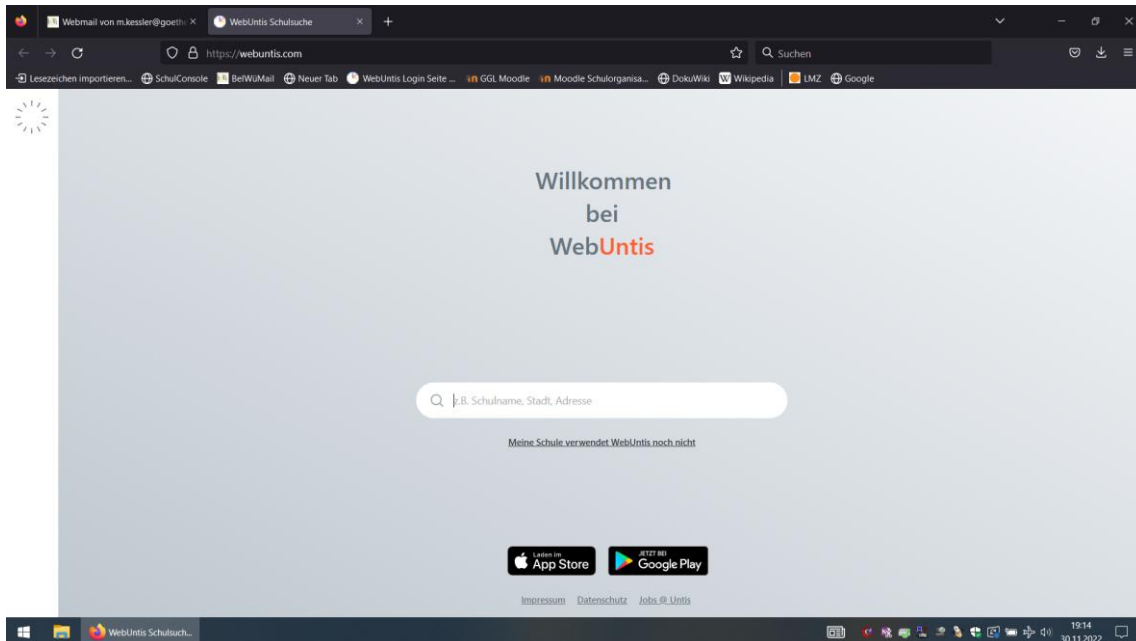 Webmail von m.kessler@goethe
WebUntis Schulsuche
https://webuntis.com
Suchen
Lesezeichen importieren... SchulConsole BelWüMail Neuer Tab WebUntis Login Seite ... GGL Moodle Moodle Schulorganisa... DokuWiki Wikipedia LMZ Google
Willkommen
bei
WebUntis
z.B. Schulname, Stadt, Adresse
Meine Schule verwendet WebUntis noch nicht
Laden im
App Store
JETZT BEI
Google Play
Impressum Datenschutz Jobs @ Untis
WebUntis Schulsuch...
19:14
30.11.2022